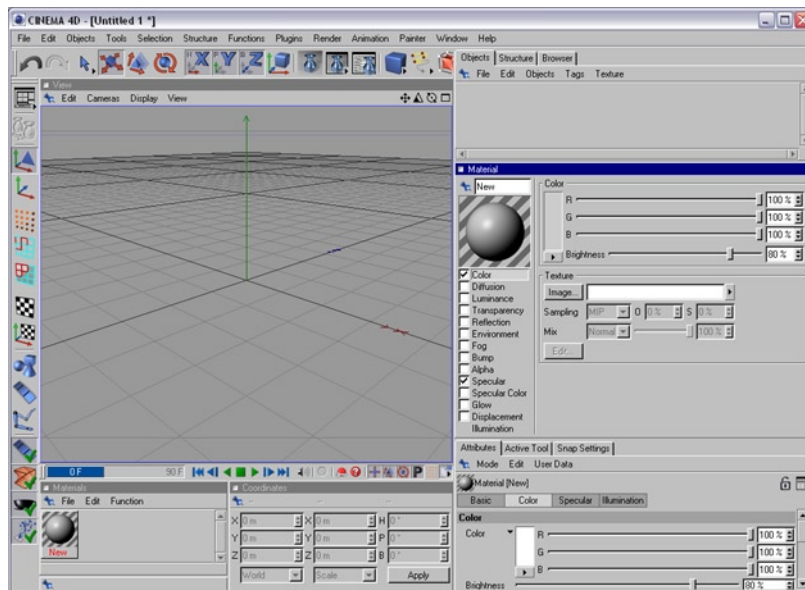 CINEMA 4D - [Untitled 1 *]
File Edit Objects Tools Selection Structure Functions Plugins Render Animation Painter Window Help
Objects Structure Browser
File Edit Objects Tags Texture
View
Edit Cameras Display View
Material
New
Color
R 100 %
G 100 %
B 100 %
Brightness 80 %
Color
Diffusion
Luminance
Transparency
Reflection
Environment
Fog
Bump
Alpha
Specular
Specular Color
Glow
Displacement
Illumination
Texture
Image...
Sampling MIP O 0 % S 0 %
Mix Normal 100 %
Edit...
0 F 90 F
Materials
File Edit Function
New
Coordinates
X 0 m X 0 m H 0 °
Y 0 m Y 0 m P 0 °
Z 0 m Z 0 m B 0 °
World Scale Apply
Attributes Active Tool Snap Settings
Mode Edit User Data
Material [New]
Basic Color Specular Illumination
Color
Color R 100 %
G 100 %
B 100 %
Brightness 80 %